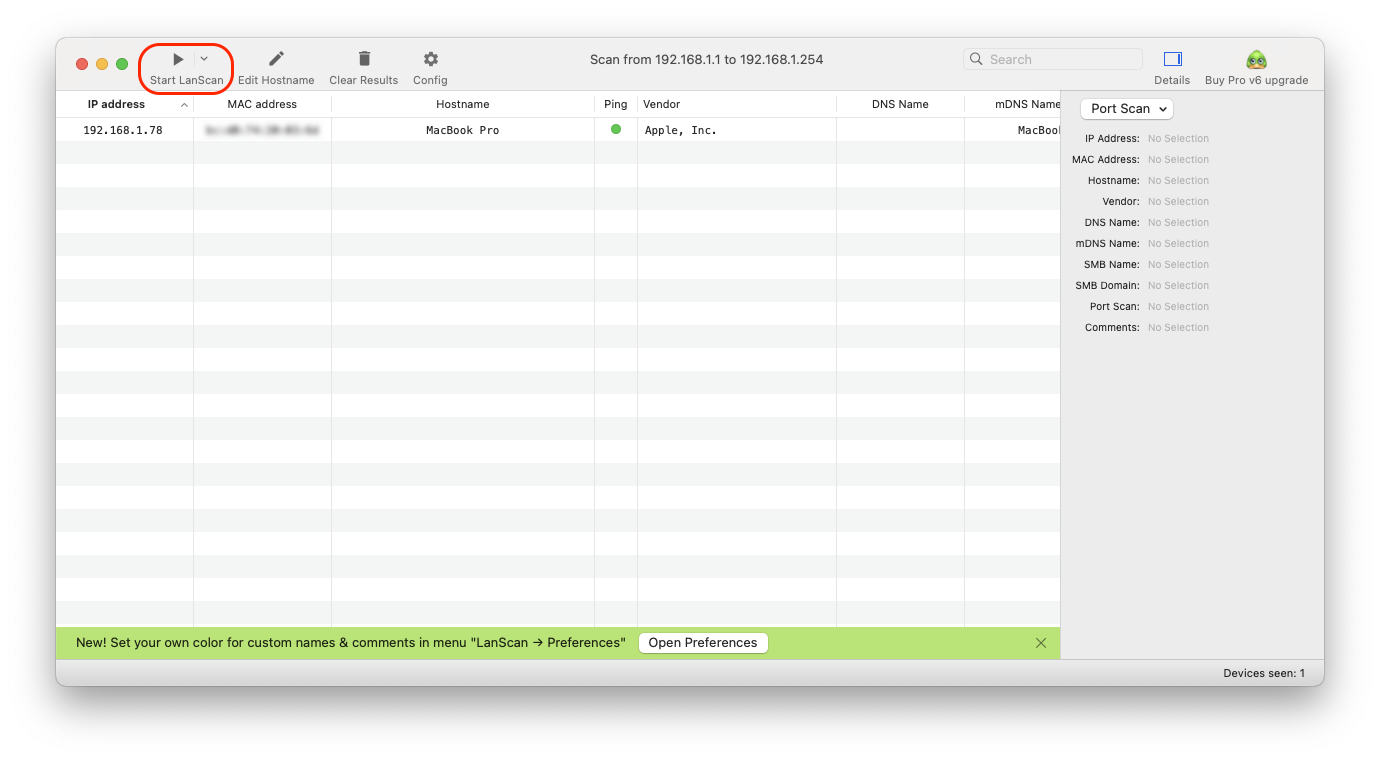 Scan from 192.168.1.1 to 192.168.1.254
Search
Start LanScan Edit Hostname Clear Results Config Details Buy Pro v6 upgrade
IP address MAC address Hostname Ping Vendor DNS Name mDNS Name
192.168.1.78 MacBook Pro Apple, Inc.
Port Scan
IP Address: No Selection
MAC Address: No Selection
Hostname: No Selection
Vendor: No Selection
DNS Name: No Selection
mDNS Name: No Selection
SMB Name: No Selection
SMB Domain: No Selection
Port Scan: No Selection
Comments: No Selection
New! Set your own color for custom names & comments in menu "LanScan → Preferences" Open Preferences
Devices seen: 1